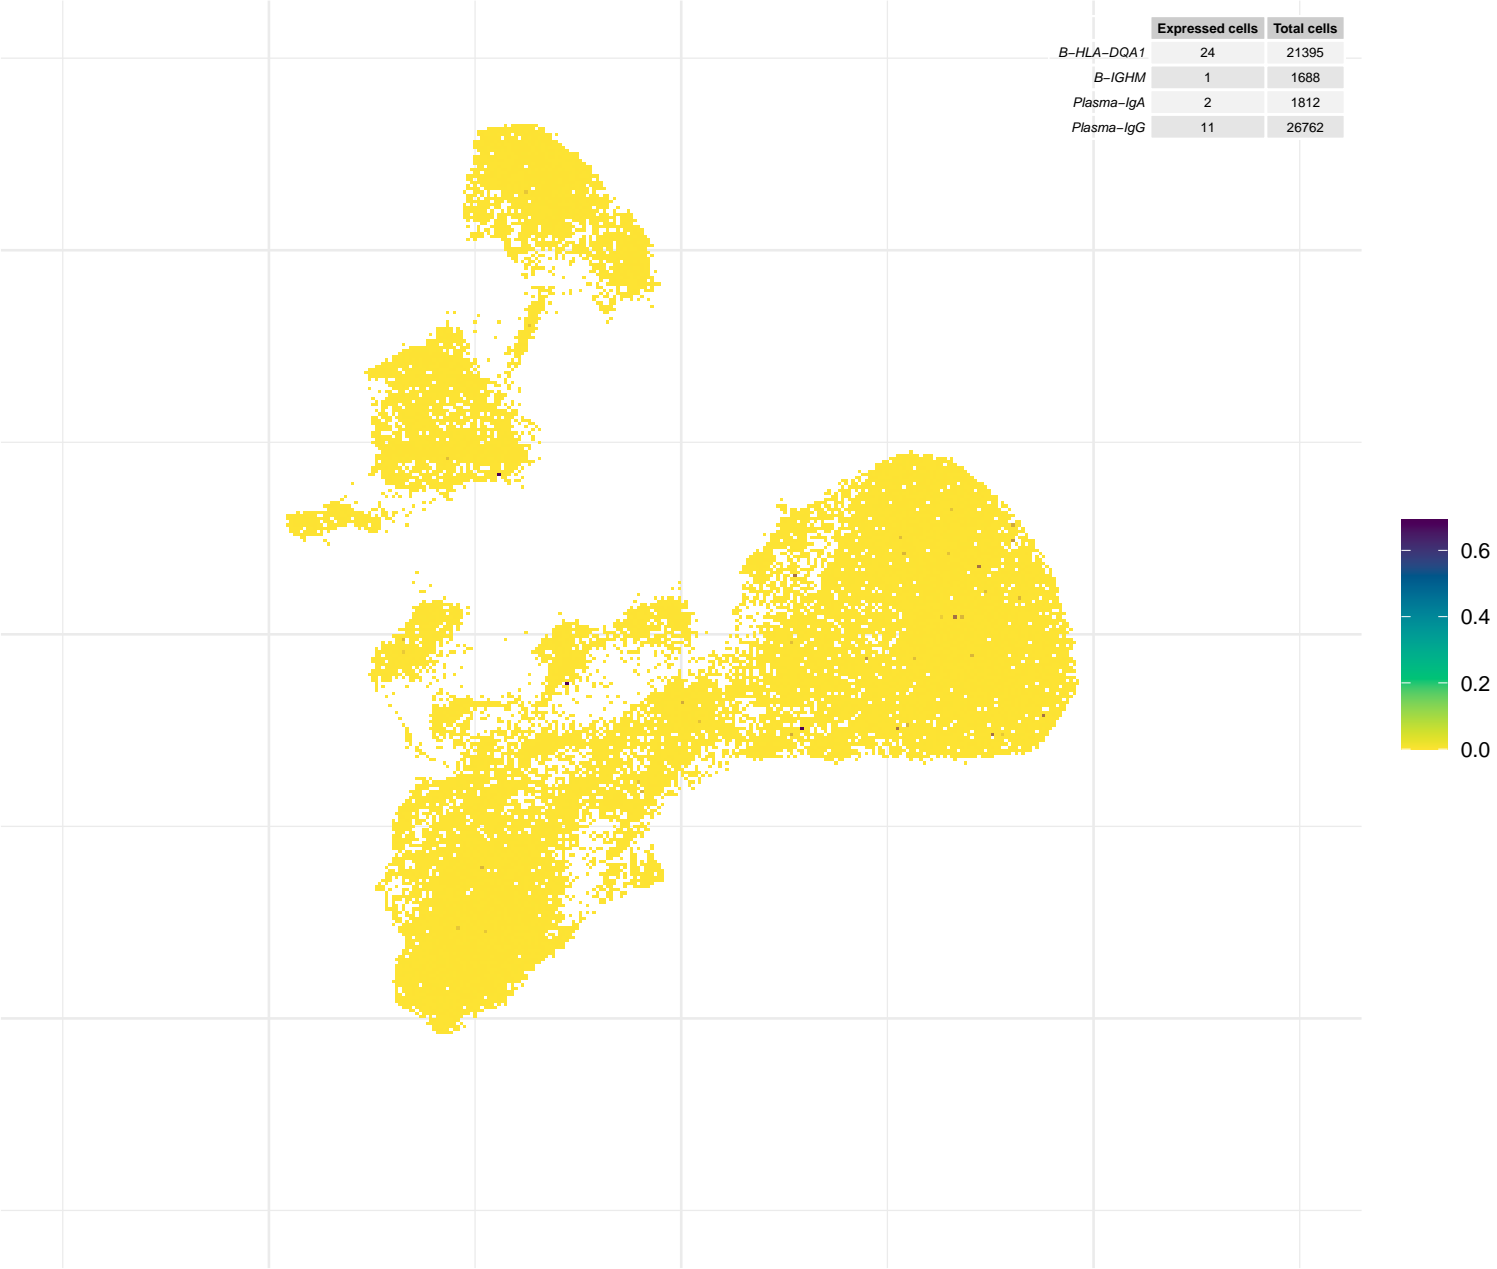 Expressed cells Total cells
B−HLA−DQA1 24 21395
B−IGHM 1 1688
Plasma−IgA 2 1812
Plasma−IgG 11 26762
0.6
0.4
0.2
0.0